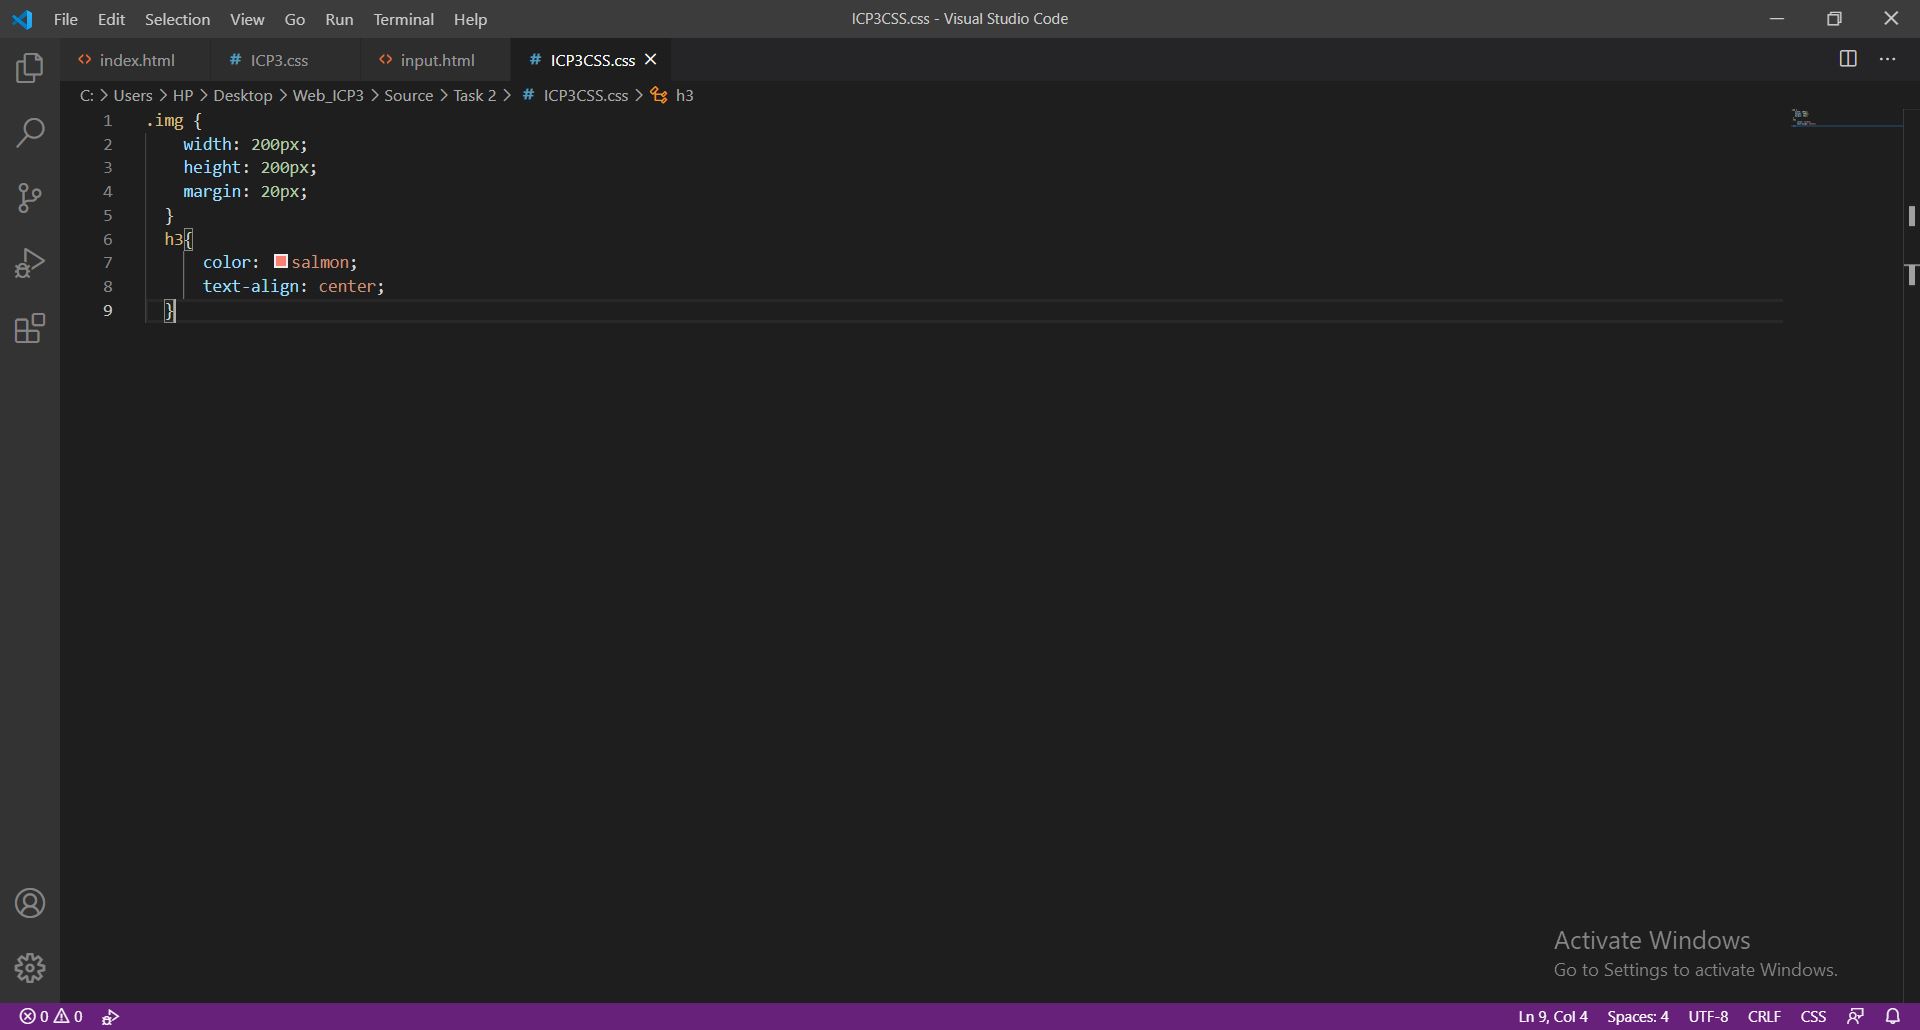 File Edit Selection View Go Run Terminal Help
ICP3CSS.css - Visual Studio Code
<> index.html
# ICP3.css
<> input.html
# ICP3CSS.css
C: > Users > HP > Desktop > Web_ICP3 > Source > Task 2 > # ICP3CSS.css > h3
1 .img {
2 width: 200px;
3 height: 200px;
4 margin: 20px;
5 }
6 h3{
7 color: salmon;
8 text-align: center;
9 }
Activate Windows
Go to Settings to activate Windows.
0 0
Ln 9, Col 4 Spaces: 4 UTF-8 CRLF CSS